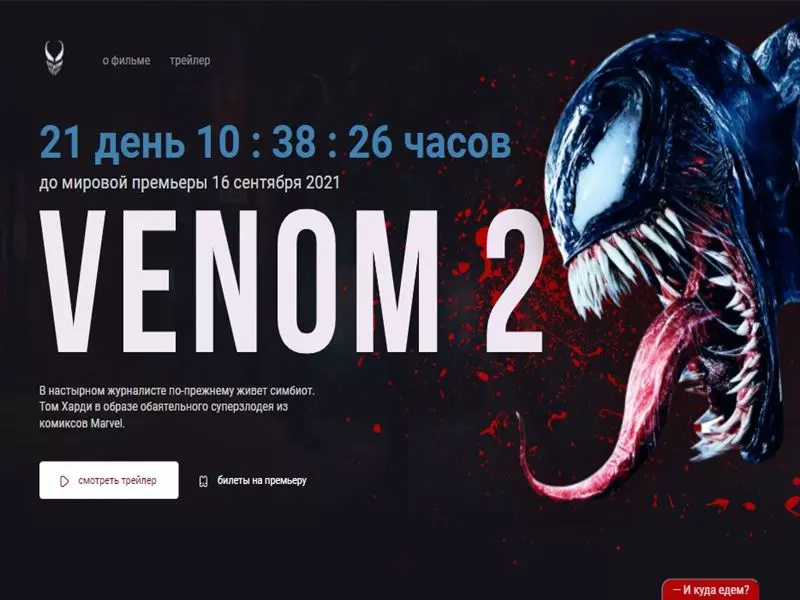 о фильме трейлер
21 день 10 : 38 : 26 часов
до мировой премьеры 16 сентября 2021
VENOM 2
В настырном журналисте по-прежнему живет симбиот.
Том Харди в образе обаятельного суперзлодея из
комиксов Marvel.
смотреть трейлер билеты на премьеру
— И куда едем?